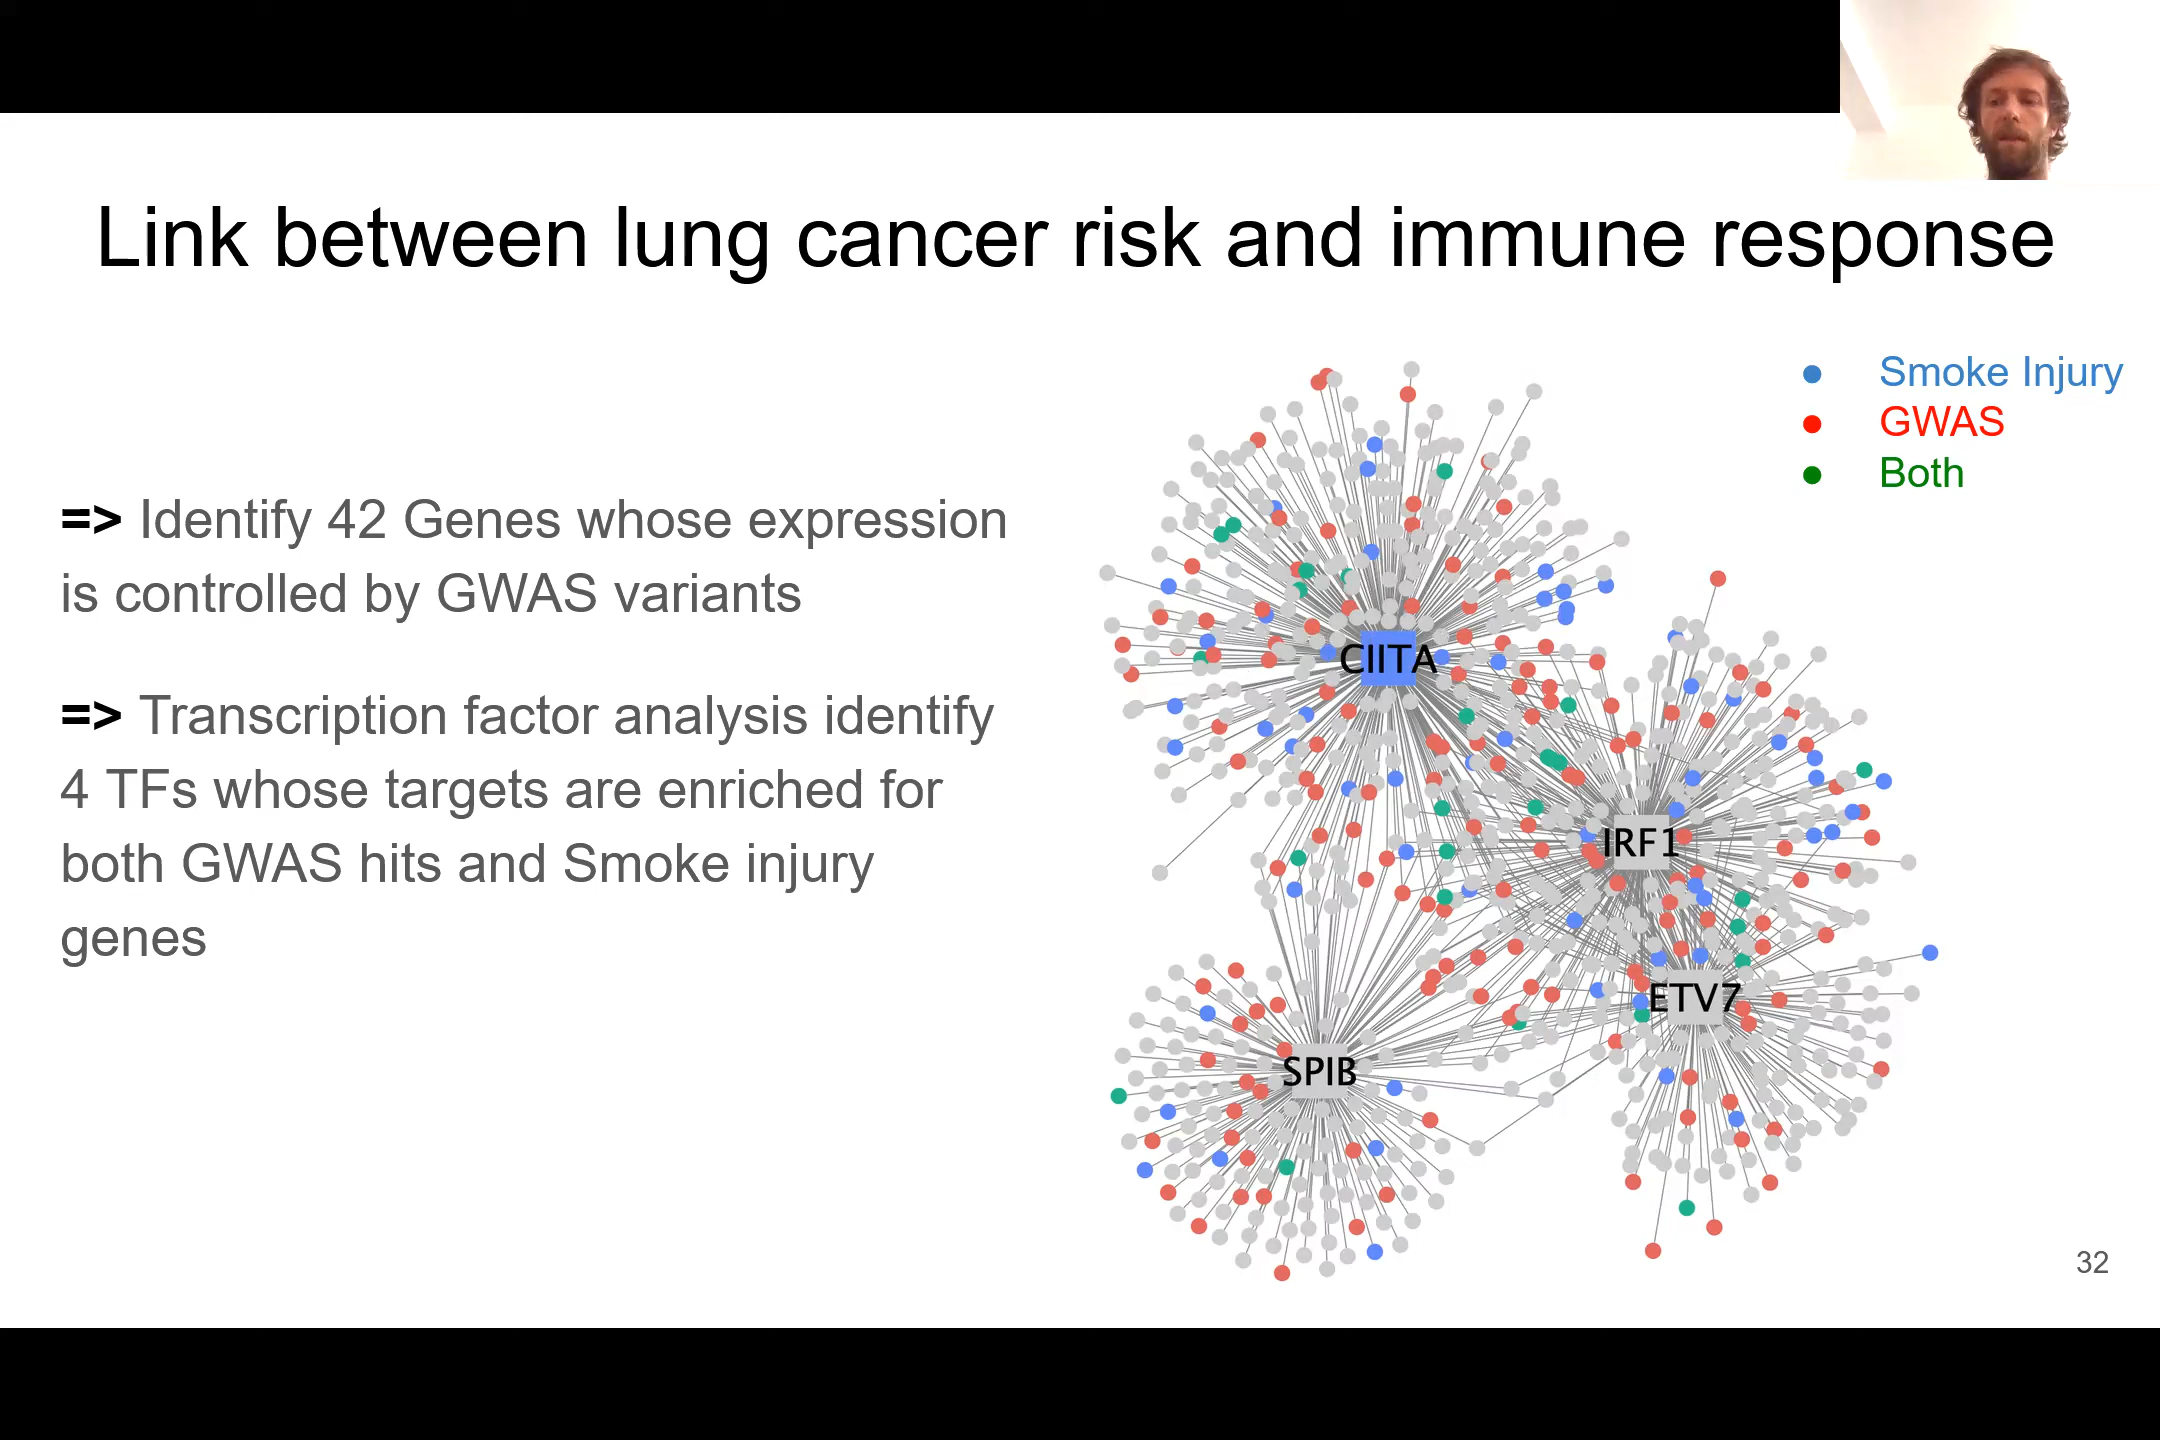 Link between lung cancer risk and immune response
Smoke Injury
GWAS
Both
=> Identify 42 Genes whose expression
is controlled by GWAS variants
=> Transcription factor analysis identify
4 TFs whose targets are enriched for
both GWAS hits and Smoke injury
genes
CIITA
IRF1
ETV7
SPIB
32